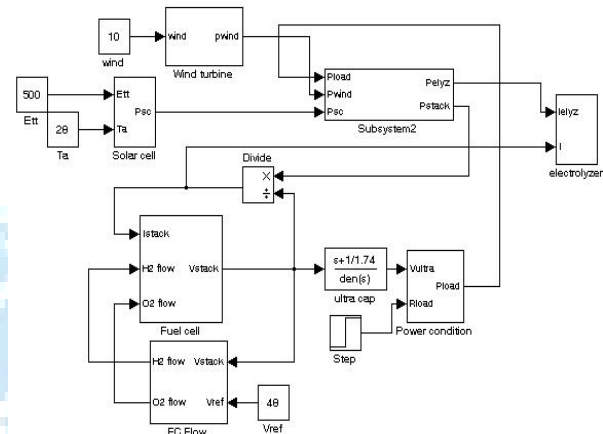 10
wind
wind
pwind
Wind turbine
500
Ett
28
Ta
Ett
Ta
Psc
Solar cell
Pload
Pwind
Psc
Pelyz
Pstack
Subsystem2
Ielyz
I
electrolyzer
Divide
×
÷
Istack
H2 flow
O2 flow
Vstack
Fuel cell
s+1/1.74
den(s)
ultra cap
Vultra
Rload
Pload
Power condition
Step
H2 flow
O2 flow
Vstack
Vref
FC Flow
48
Vref